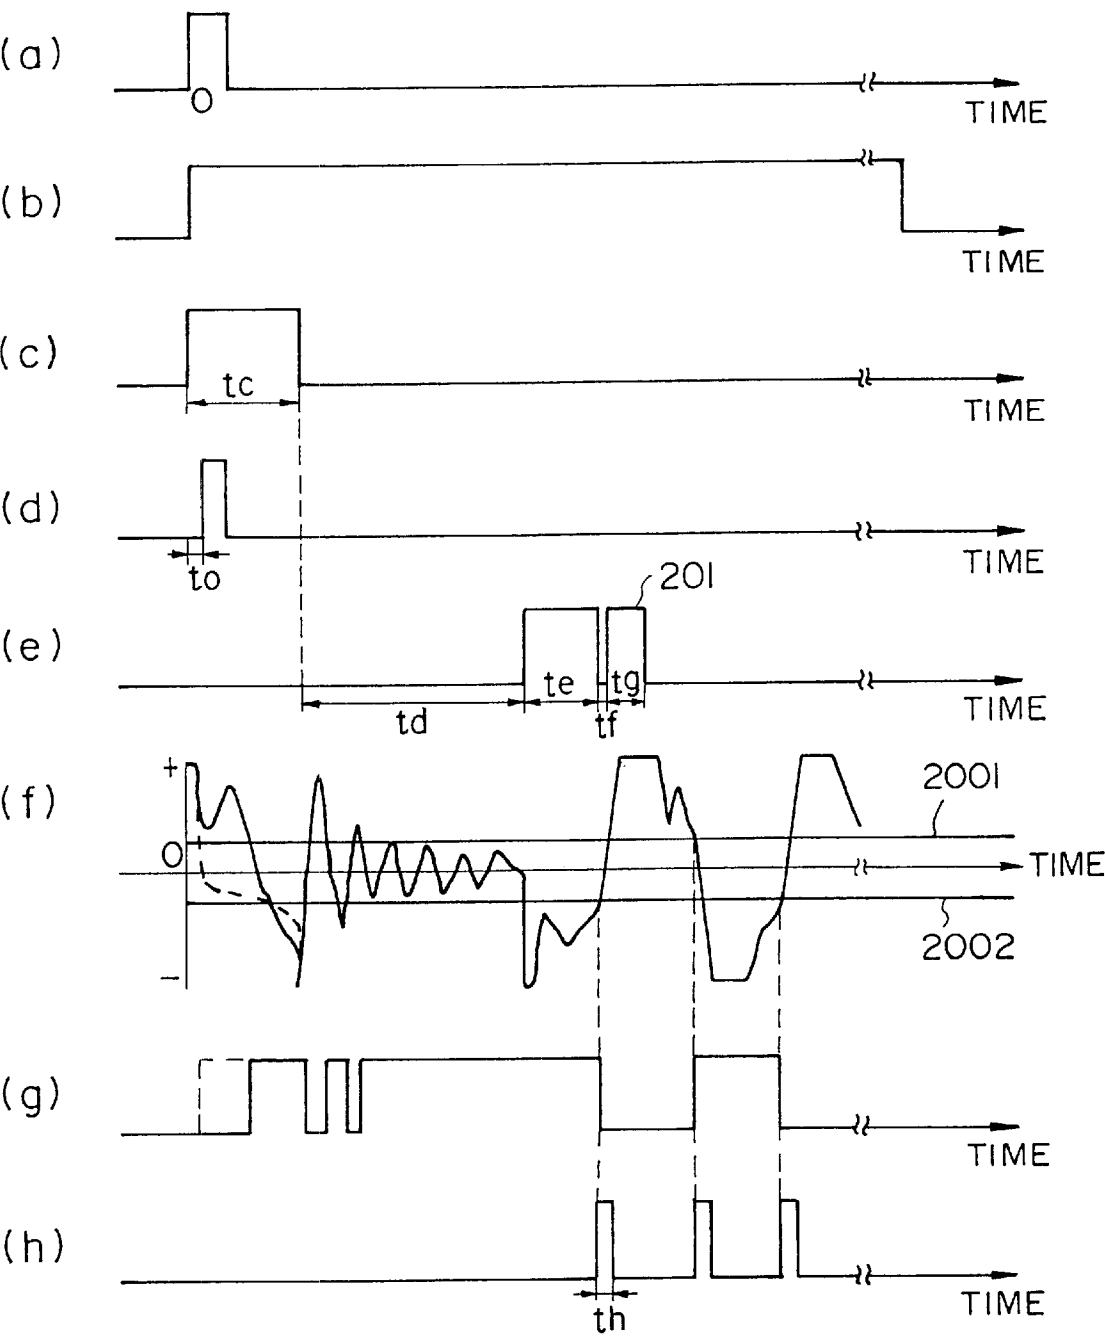 (a)
O
TIME
(b)
TIME
(c)
tc
TIME
(d)
to
TIME
201
(e)
te
tg
td
tf
TIME
+
2001
(f)
O
TIME
2002
−
(g)
TIME
(h)
th
TIME